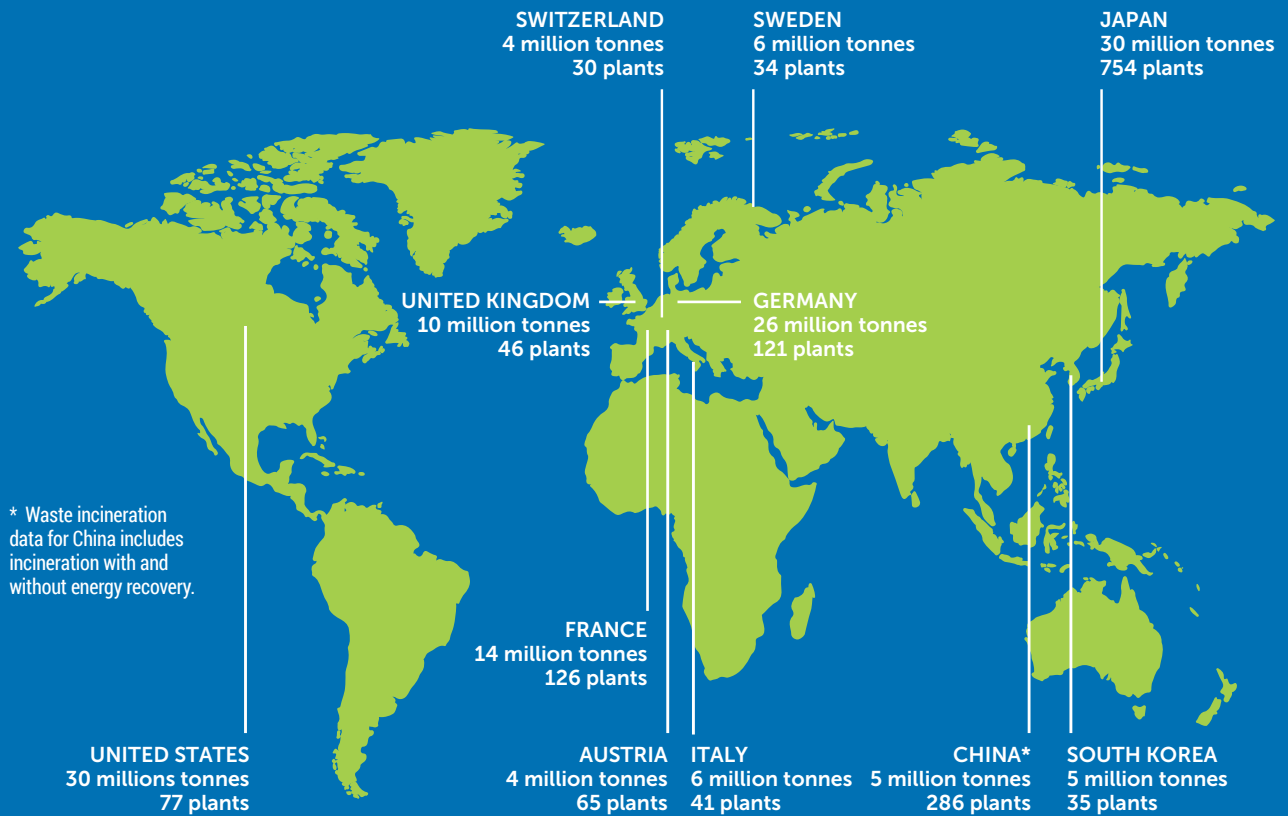 SWITZERLAND
4 million tonnes
30 plants
SWEDEN
6 million tonnes
34 plants
JAPAN
30 million tonnes
754 plants
UNITED KINGDOM
10 million tonnes
46 plants
GERMANY
26 million tonnes
121 plants
* Waste incineration
data for China includes
incineration with and
without energy recovery.
FRANCE
14 million tonnes
126 plants
UNITED STATES
30 millions tonnes
77 plants
AUSTRIA
4 million tonnes
65 plants
ITALY
6 million tonnes
41 plants
CHINA*
5 million tonnes
286 plants
SOUTH KOREA
5 million tonnes
35 plants